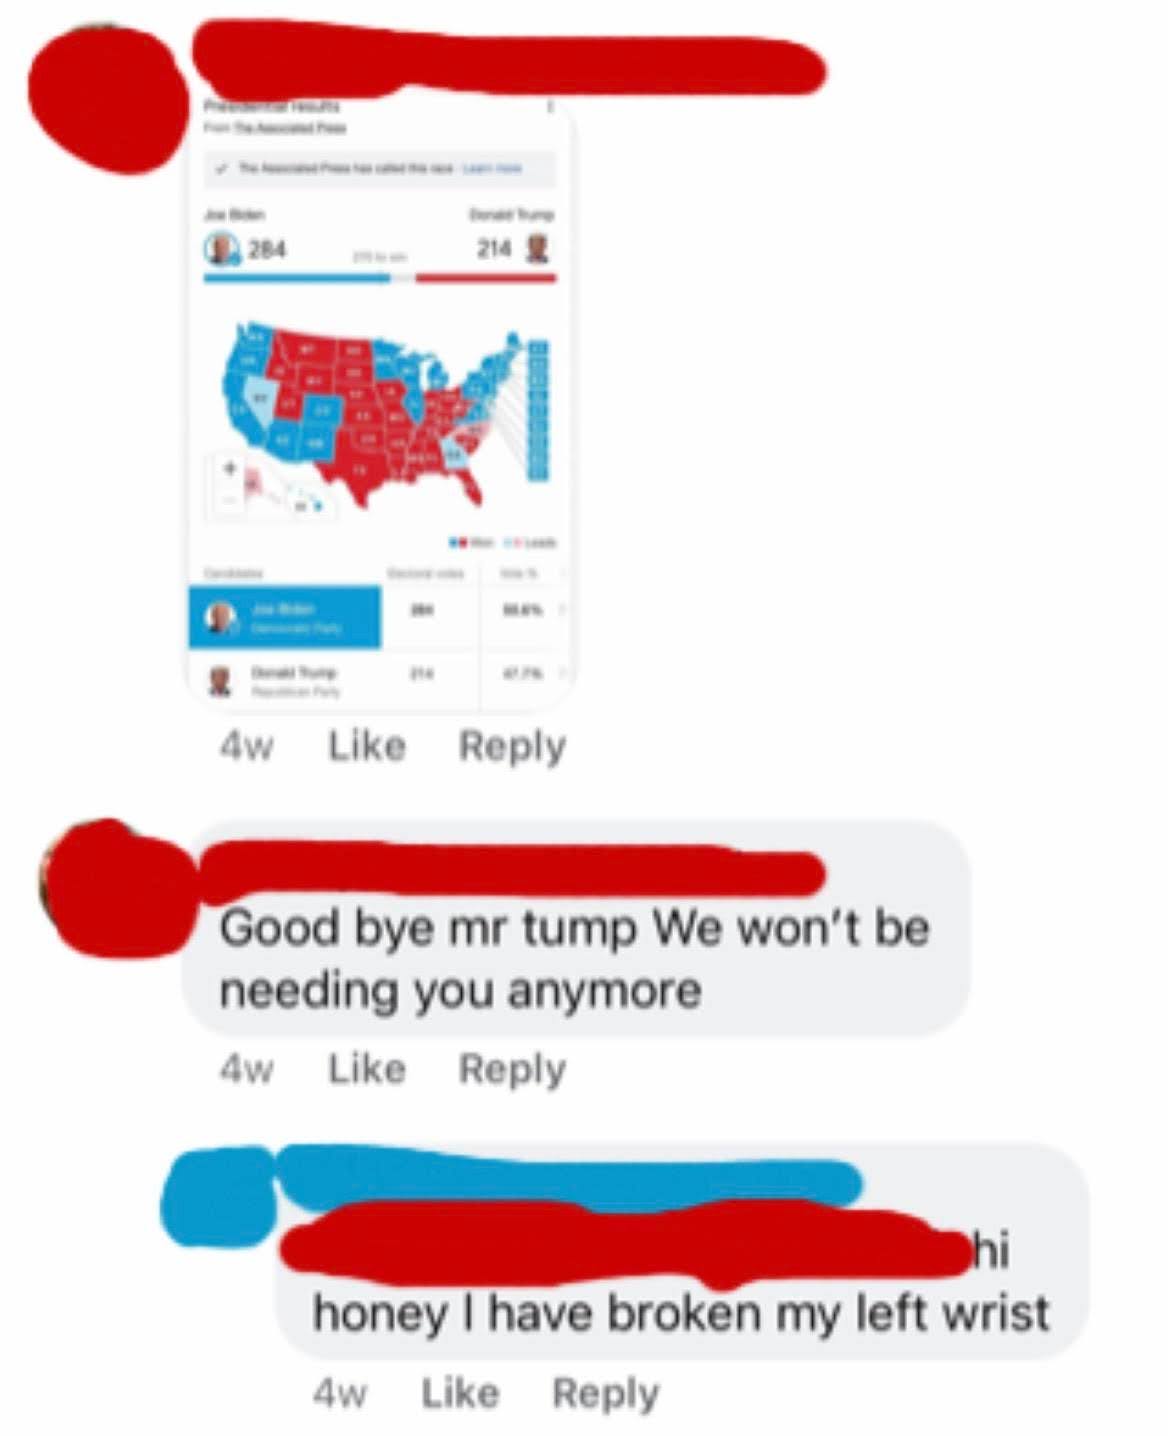 Presidential results
From The Associated Press
The Associated Press has called this race Learn more
Joe Biden Donald Trump
284 270 to win 214
Won Leads
Candidates Electoral votes Vote %
Joe Biden 284
Democratic Party
Donald Trump 214 47.7%
Republican Party
4w Like Reply
Good bye mr tump We won't be
needing you anymore
4w Like Reply
hi
honey I have broken my left wrist
4w Like Reply